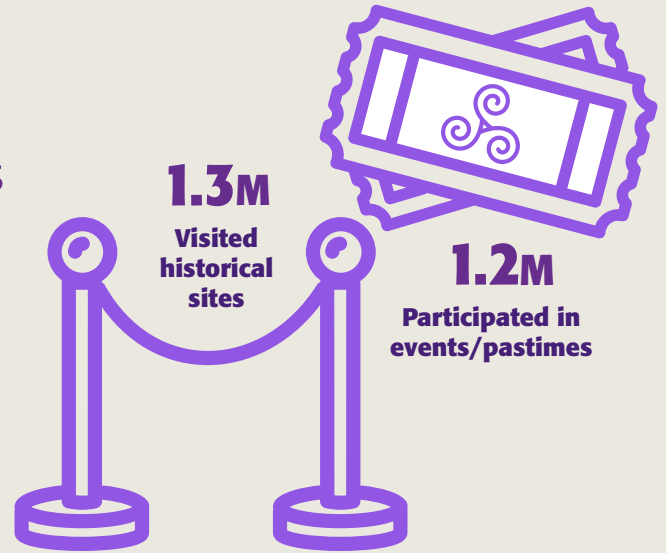 1.3M
Visited
historical
sites
1.2M
Participated in
events/pastimes